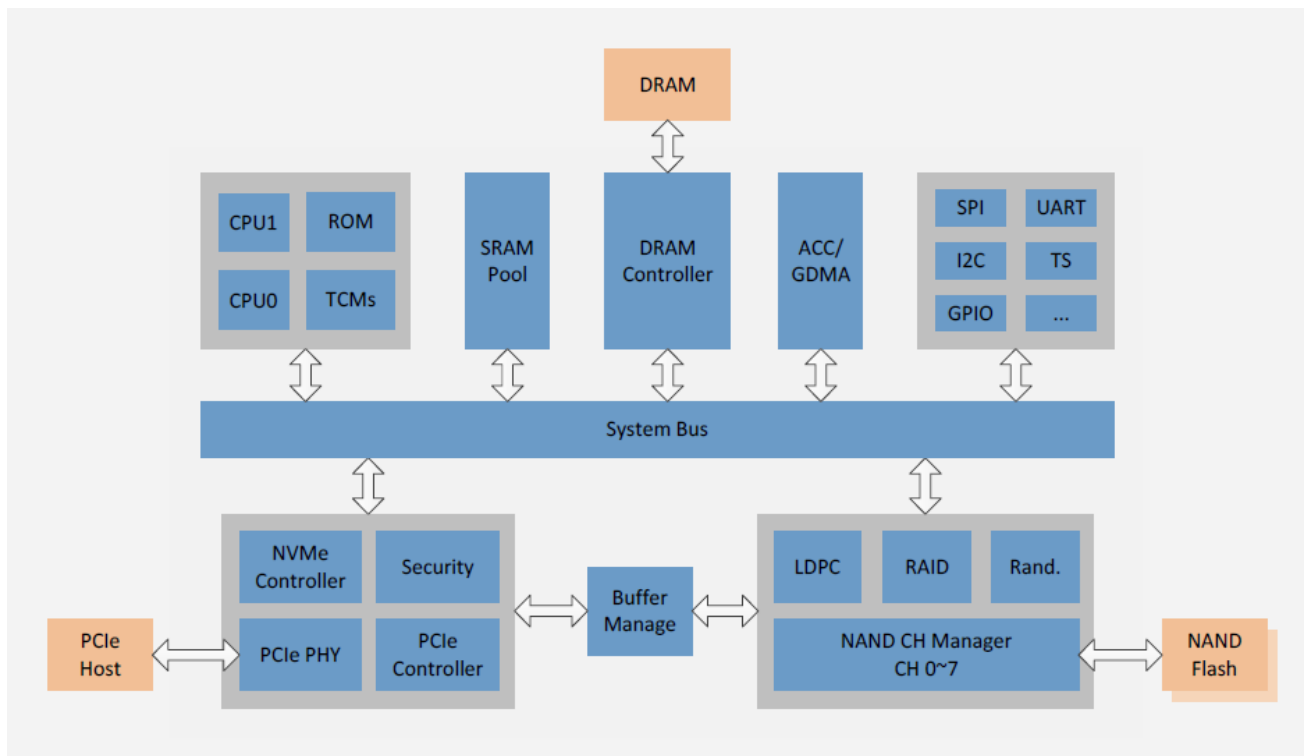 DRAM
CPU1
ROM
CPU0
TCMs
SRAM
Pool
DRAM
Controller
ACC/
GDMA
SPI
UART
I2C
TS
GPIO
...
System Bus
NVMe
Controller
Security
PCIe PHY
PCIe
Controller
Buffer
Manage
LDPC
RAID
Rand.
NAND CH Manager
CH 0~7
PCIe
Host
NAND
Flash